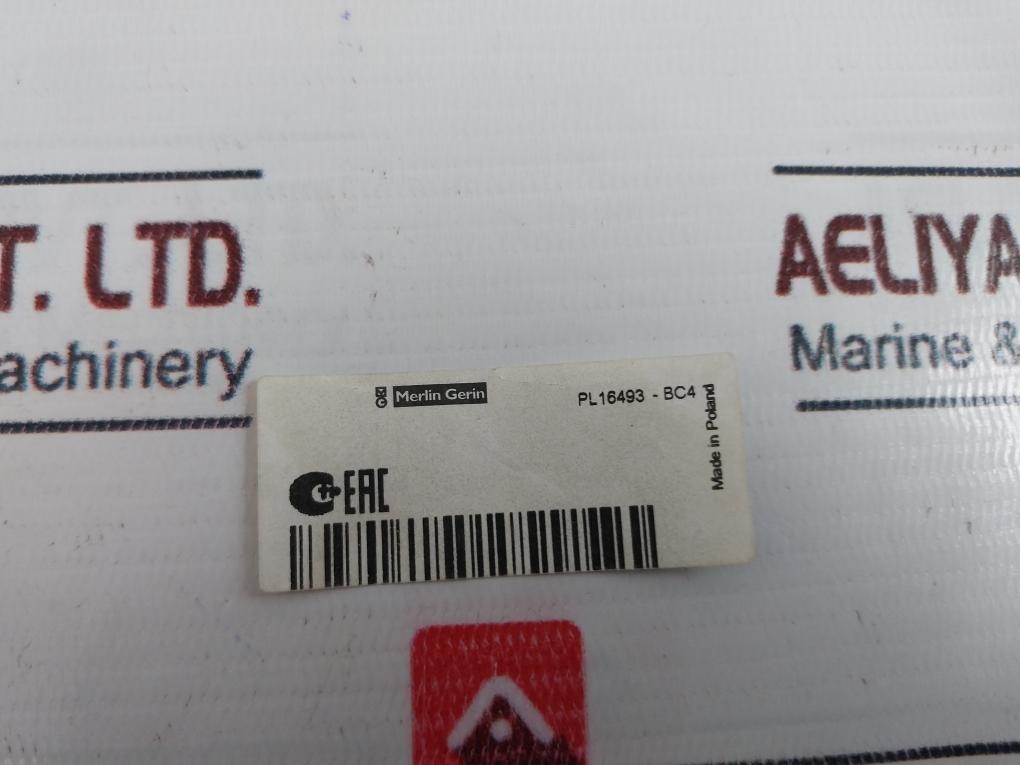 T. LTD.
achinery
AELIYA
Marine &
Merlin Gerin
PL16493 - BC4
Made in Poland
EAC